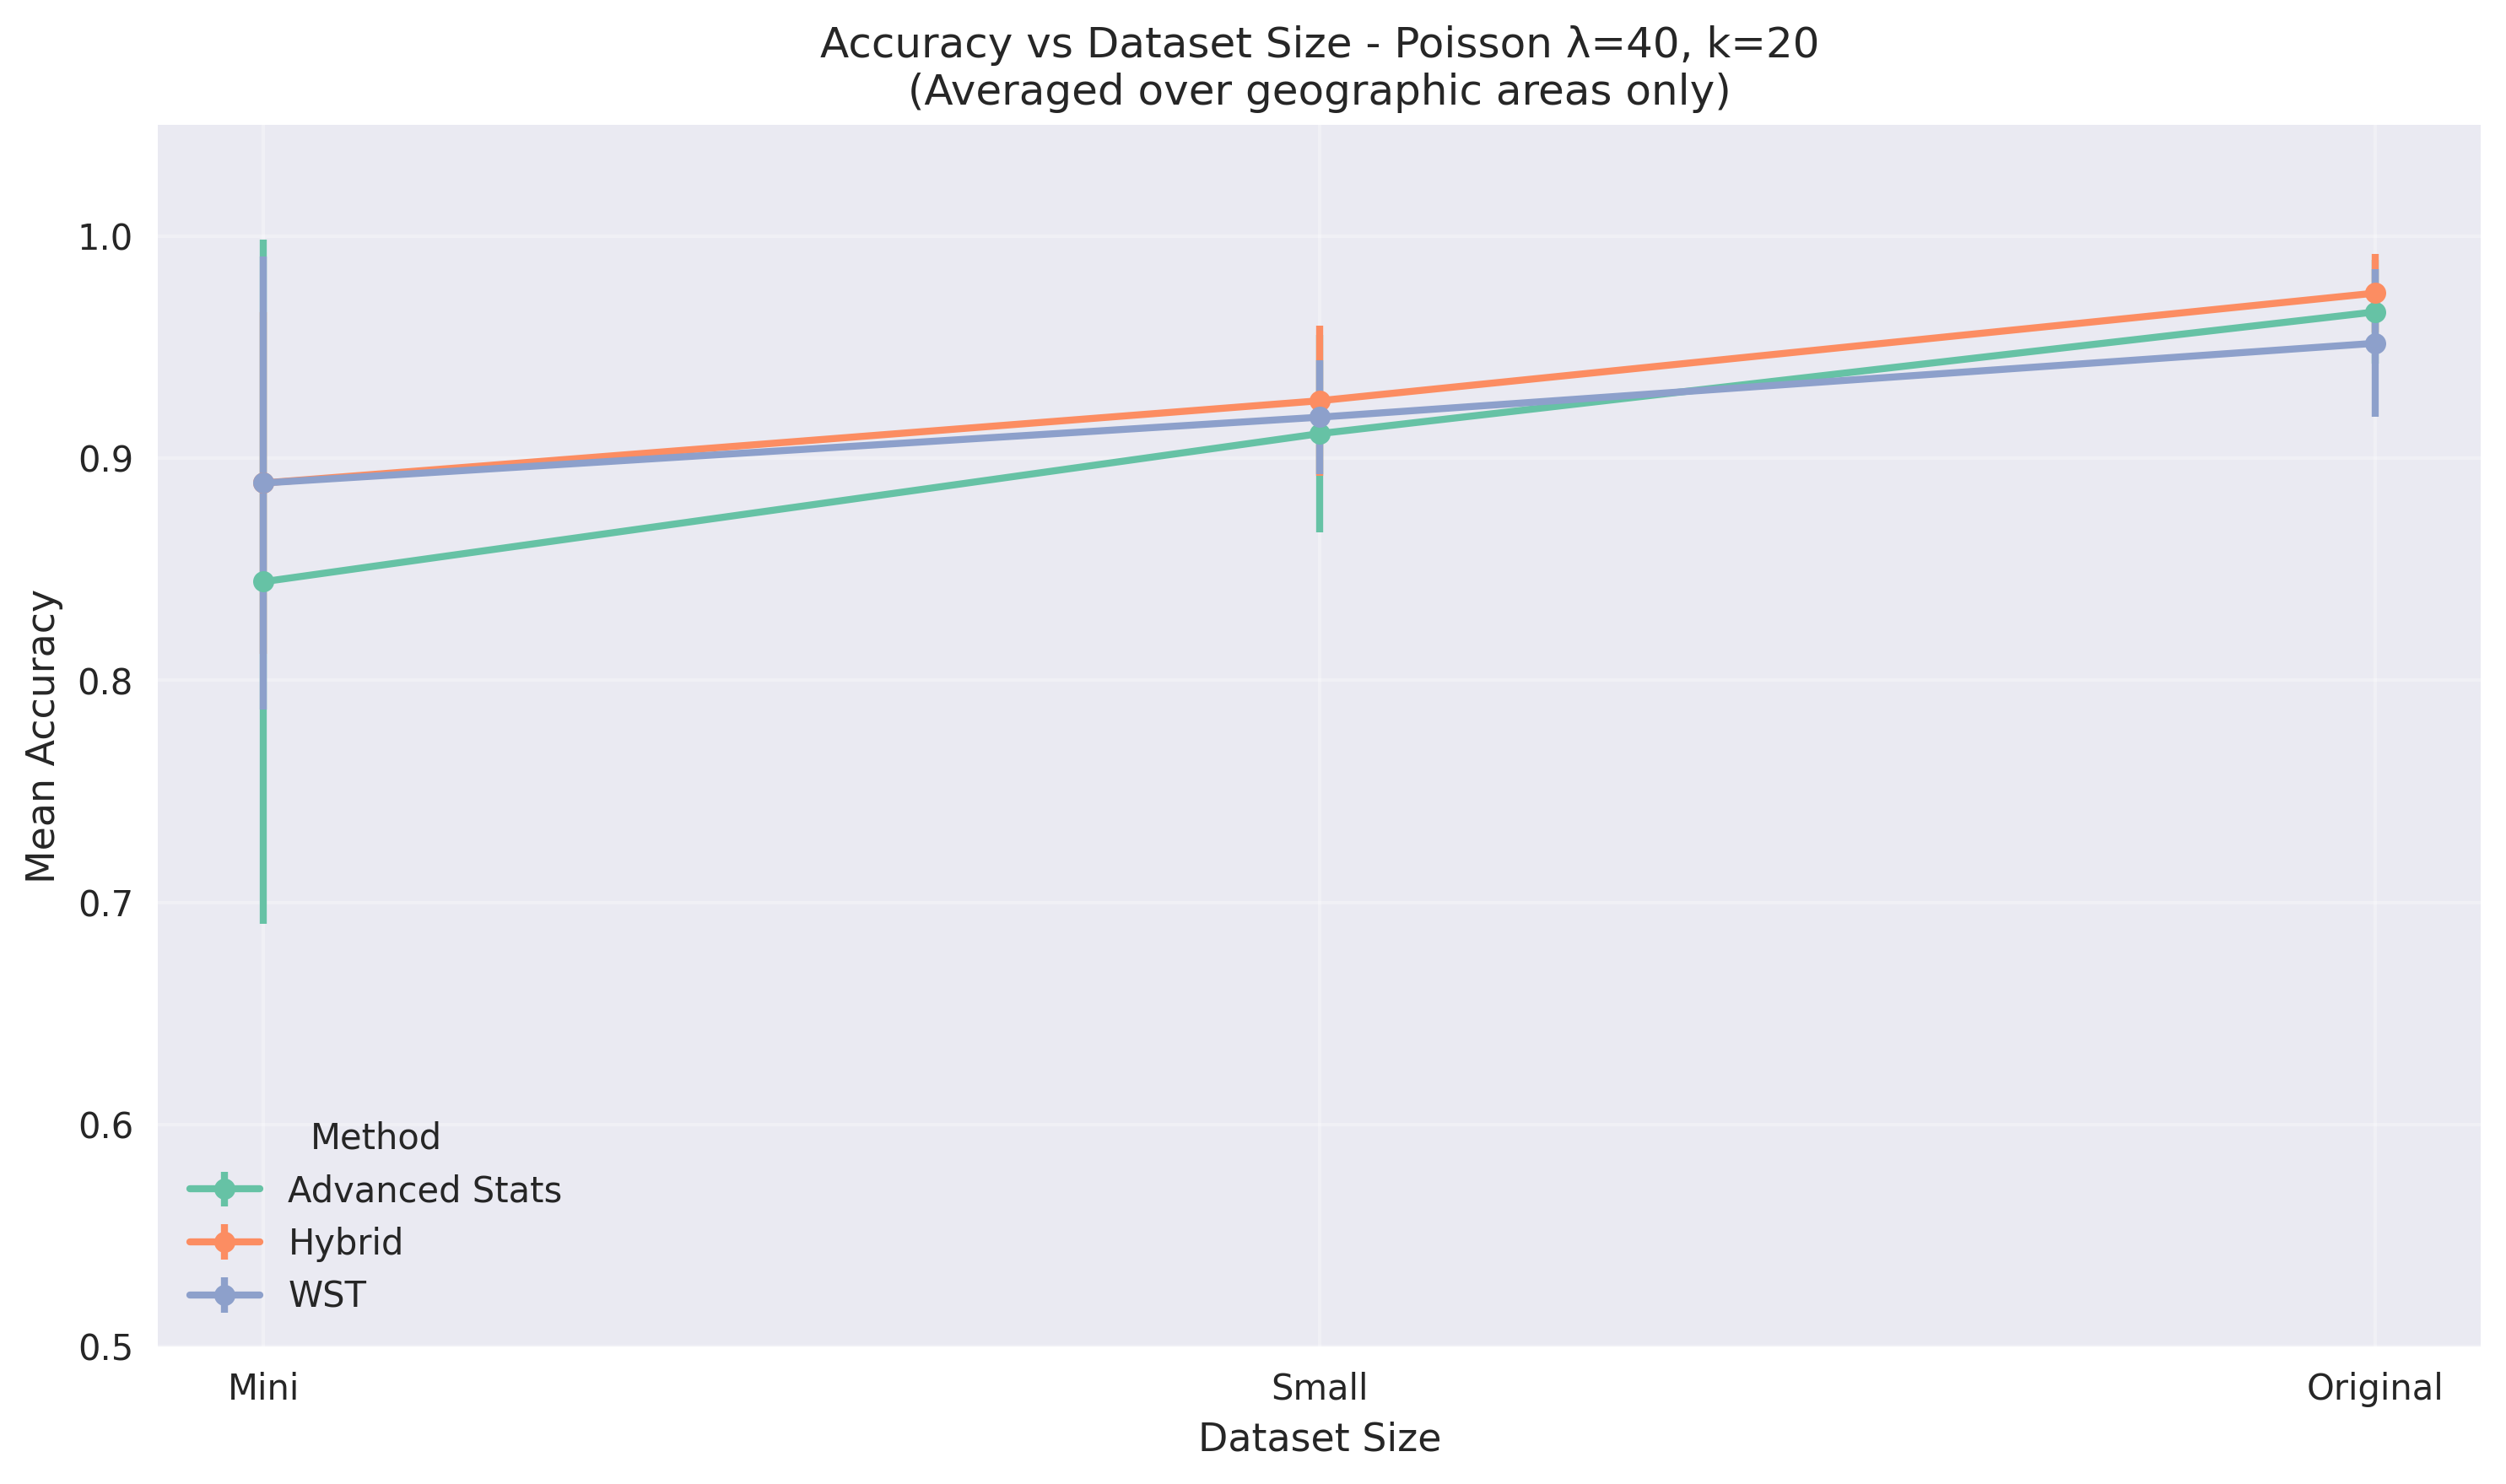 Accuracy vs Dataset Size - Poisson λ=40, k=20
(Averaged over geographic areas only)
Mean Accuracy
1.0
0.9
0.8
0.7
0.6
0.5
Method
Advanced Stats
Hybrid
WST
Mini
Small
Original
Dataset Size